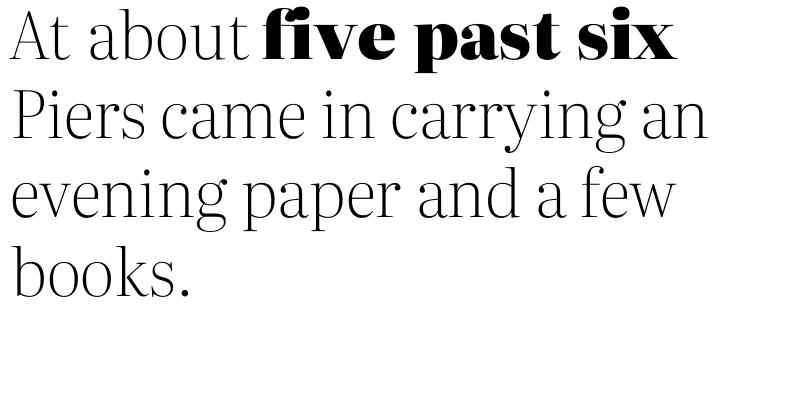 At about five past six
Piers came in carrying an
evening paper and a few
books.